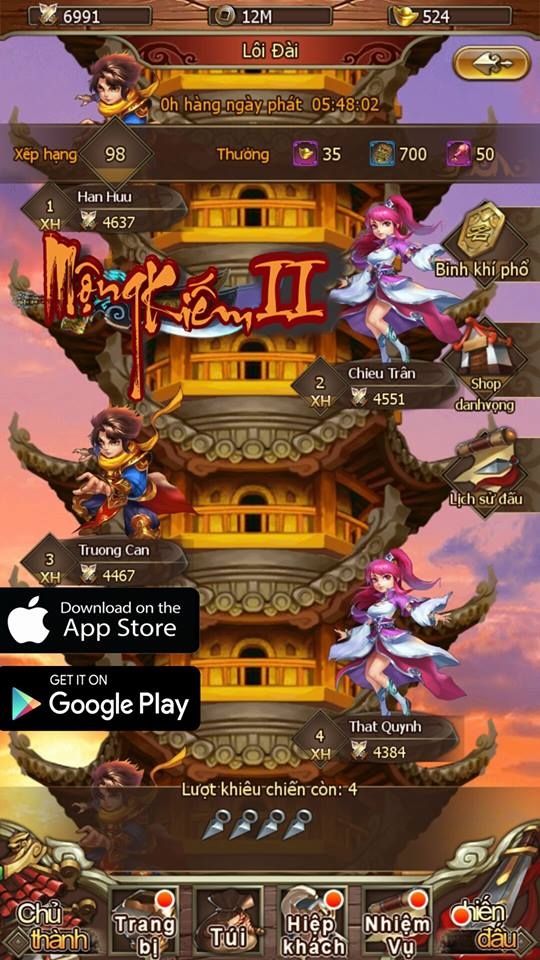 6991 12M 524
Lôi Đài
0h hàng ngày phát 05:48:02
Xếp hạng 98 Thưởng 35 700 50
1 XH Han Huu
4637
Mộng Kiếm II
Binh khí phổ
2 XH Chieu Trân
4551
Shop
danhvọng
Lịch sử đấu
3 XH Truong Can
4467
Download on the
App Store
GET IT ON
Google Play
4 XH That Quynh
4384
Lượt khiêu chiến còn: 4
Chủ thành
Trang bị
Túi
Hiệp khách
Nhiệm Vụ
Chiến đấu